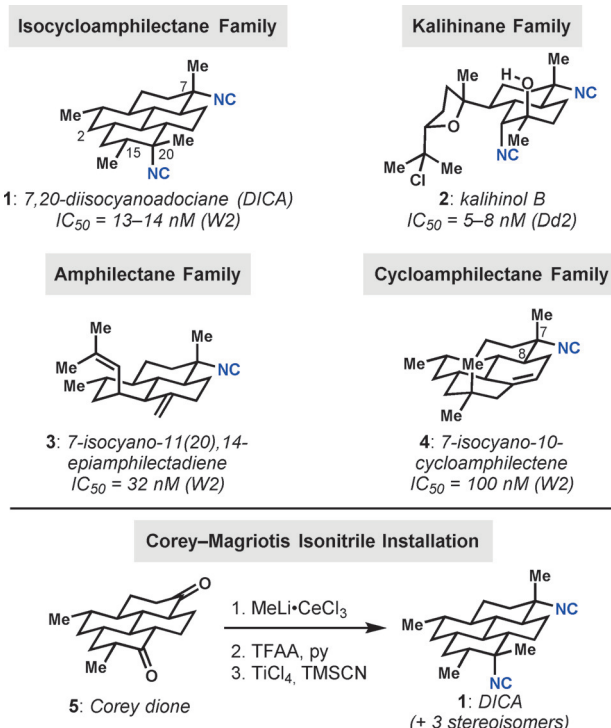 Isocycloamphilectane Family
Kalihinane Family
Me
7
NC
Me
2
15
20
Me
Me
NC
1: 7,20-diisocyanoadociane (DICA)
IC50 = 13–14 nM (W2)
Me
H
O
Me
NC
O
Me
NC
Me
Me
Cl
2: kalihinol B
IC50 = 5–8 nM (Dd2)
Amphilectane Family
Cycloamphilectane Family
Me
Me
Me
NC
Me
3: 7-isocyano-11(20),14-
epiamphilectadiene
IC50 = 32 nM (W2)
Me
7
8
NC
Me
Me
Me
4: 7-isocyano-10-
cycloamphilectene
IC50 = 100 nM (W2)
Corey–Magriotis Isonitrile Installation
O
Me
Me
O
5: Corey dione
1. MeLi•CeCl3
2. TFAA, py
3. TiCl4, TMSCN
Me
NC
Me
Me
Me
NC
1: DICA
(+ 3 stereoisomers)